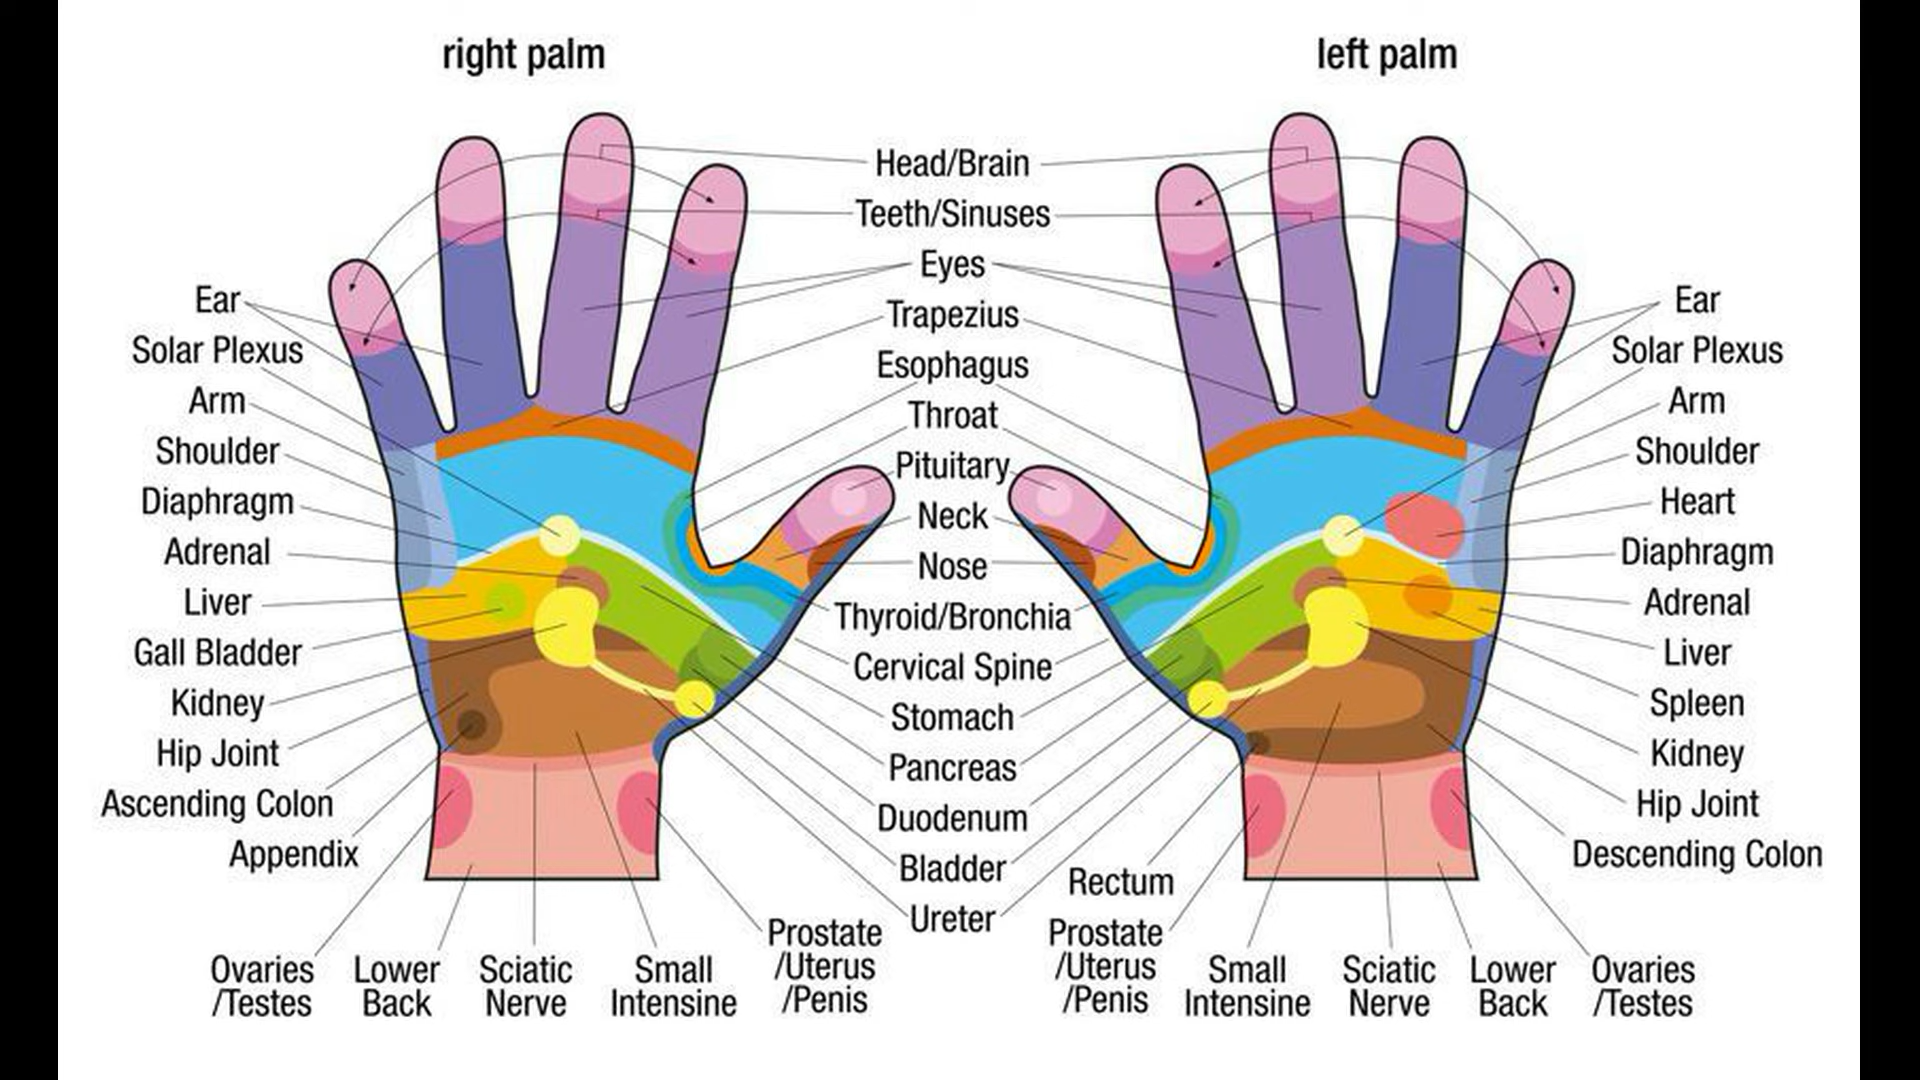 right palm
left palm
Head/Brain
Teeth/Sinuses
Eyes
Trapezius
Esophagus
Throat
Pituitary
Neck
Nose
Thyroid/Bronchia
Cervical Spine
Stomach
Pancreas
Duodenum
Bladder
Ureter
Ear
Solar Plexus
Arm
Shoulder
Diaphragm
Adrenal
Liver
Gall Bladder
Kidney
Hip Joint
Ascending Colon
Appendix
Ovaries
/Testes
Lower
Back
Sciatic
Nerve
Small
Intensine
Prostate
/Uterus
/Penis
Ear
Solar Plexus
Arm
Shoulder
Heart
Diaphragm
Adrenal
Liver
Spleen
Kidney
Hip Joint
Descending Colon
Rectum
Prostate
/Uterus
/Penis
Small
Intensine
Sciatic
Nerve
Lower
Back
Ovaries
/Testes